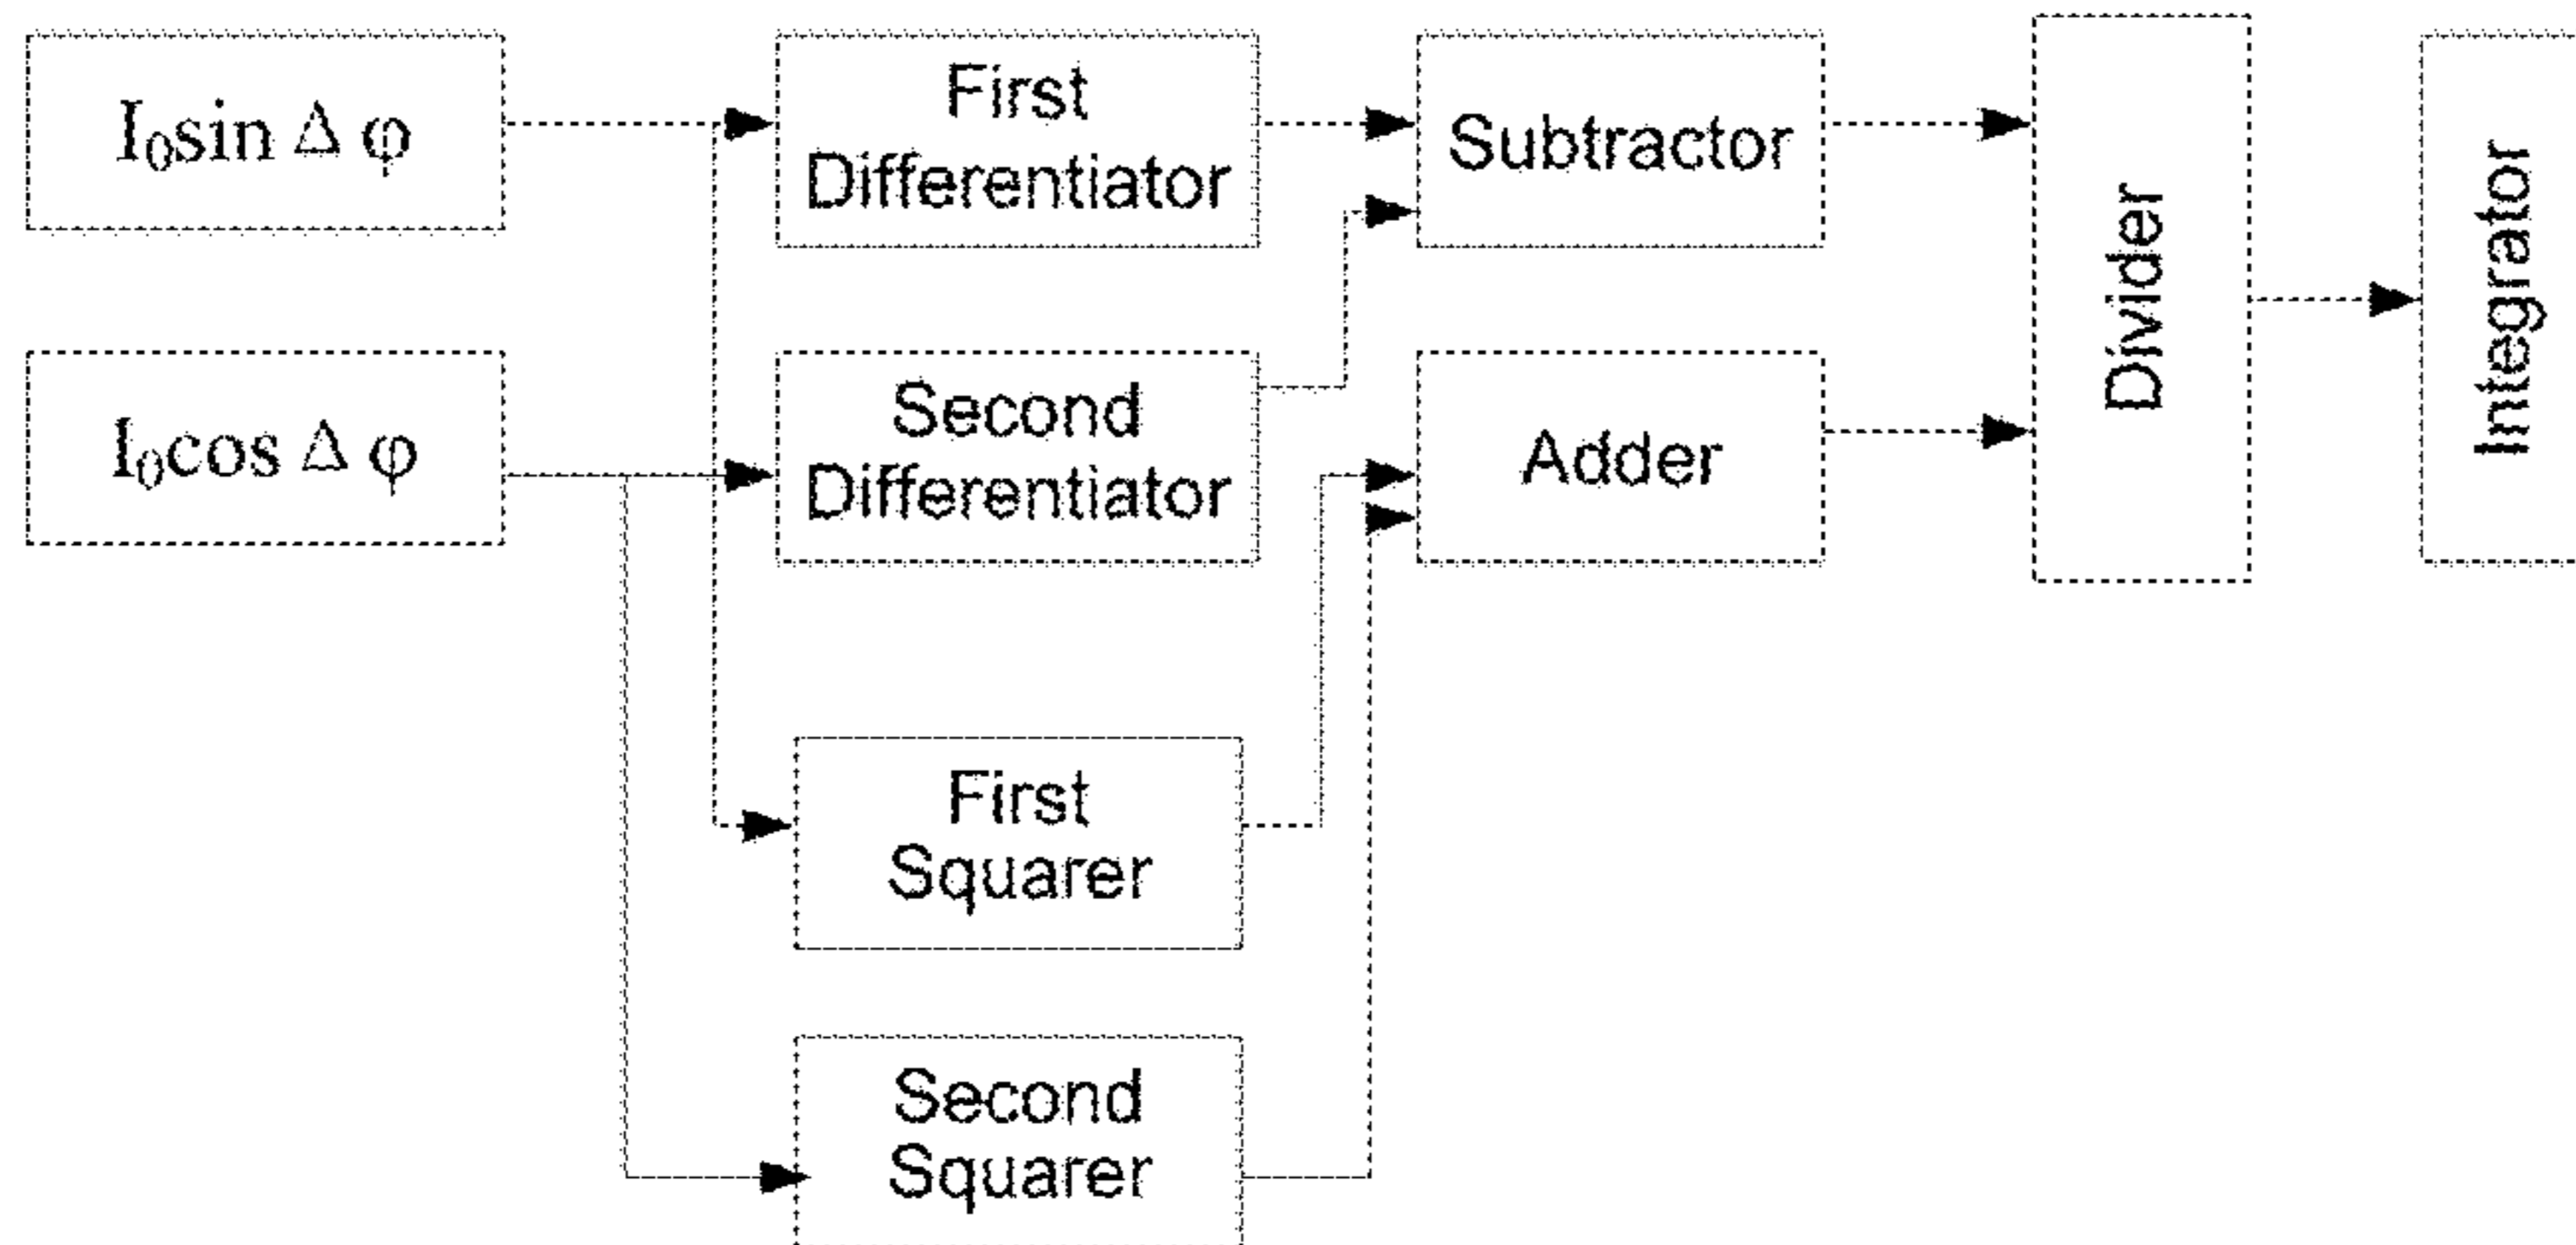 I₀sin Δ φ
First
Differentiator
Subtractor
Divider
Integrator
I₀cos Δ φ
Second
Differentiator
Adder
First
Squarer
Second
Squarer